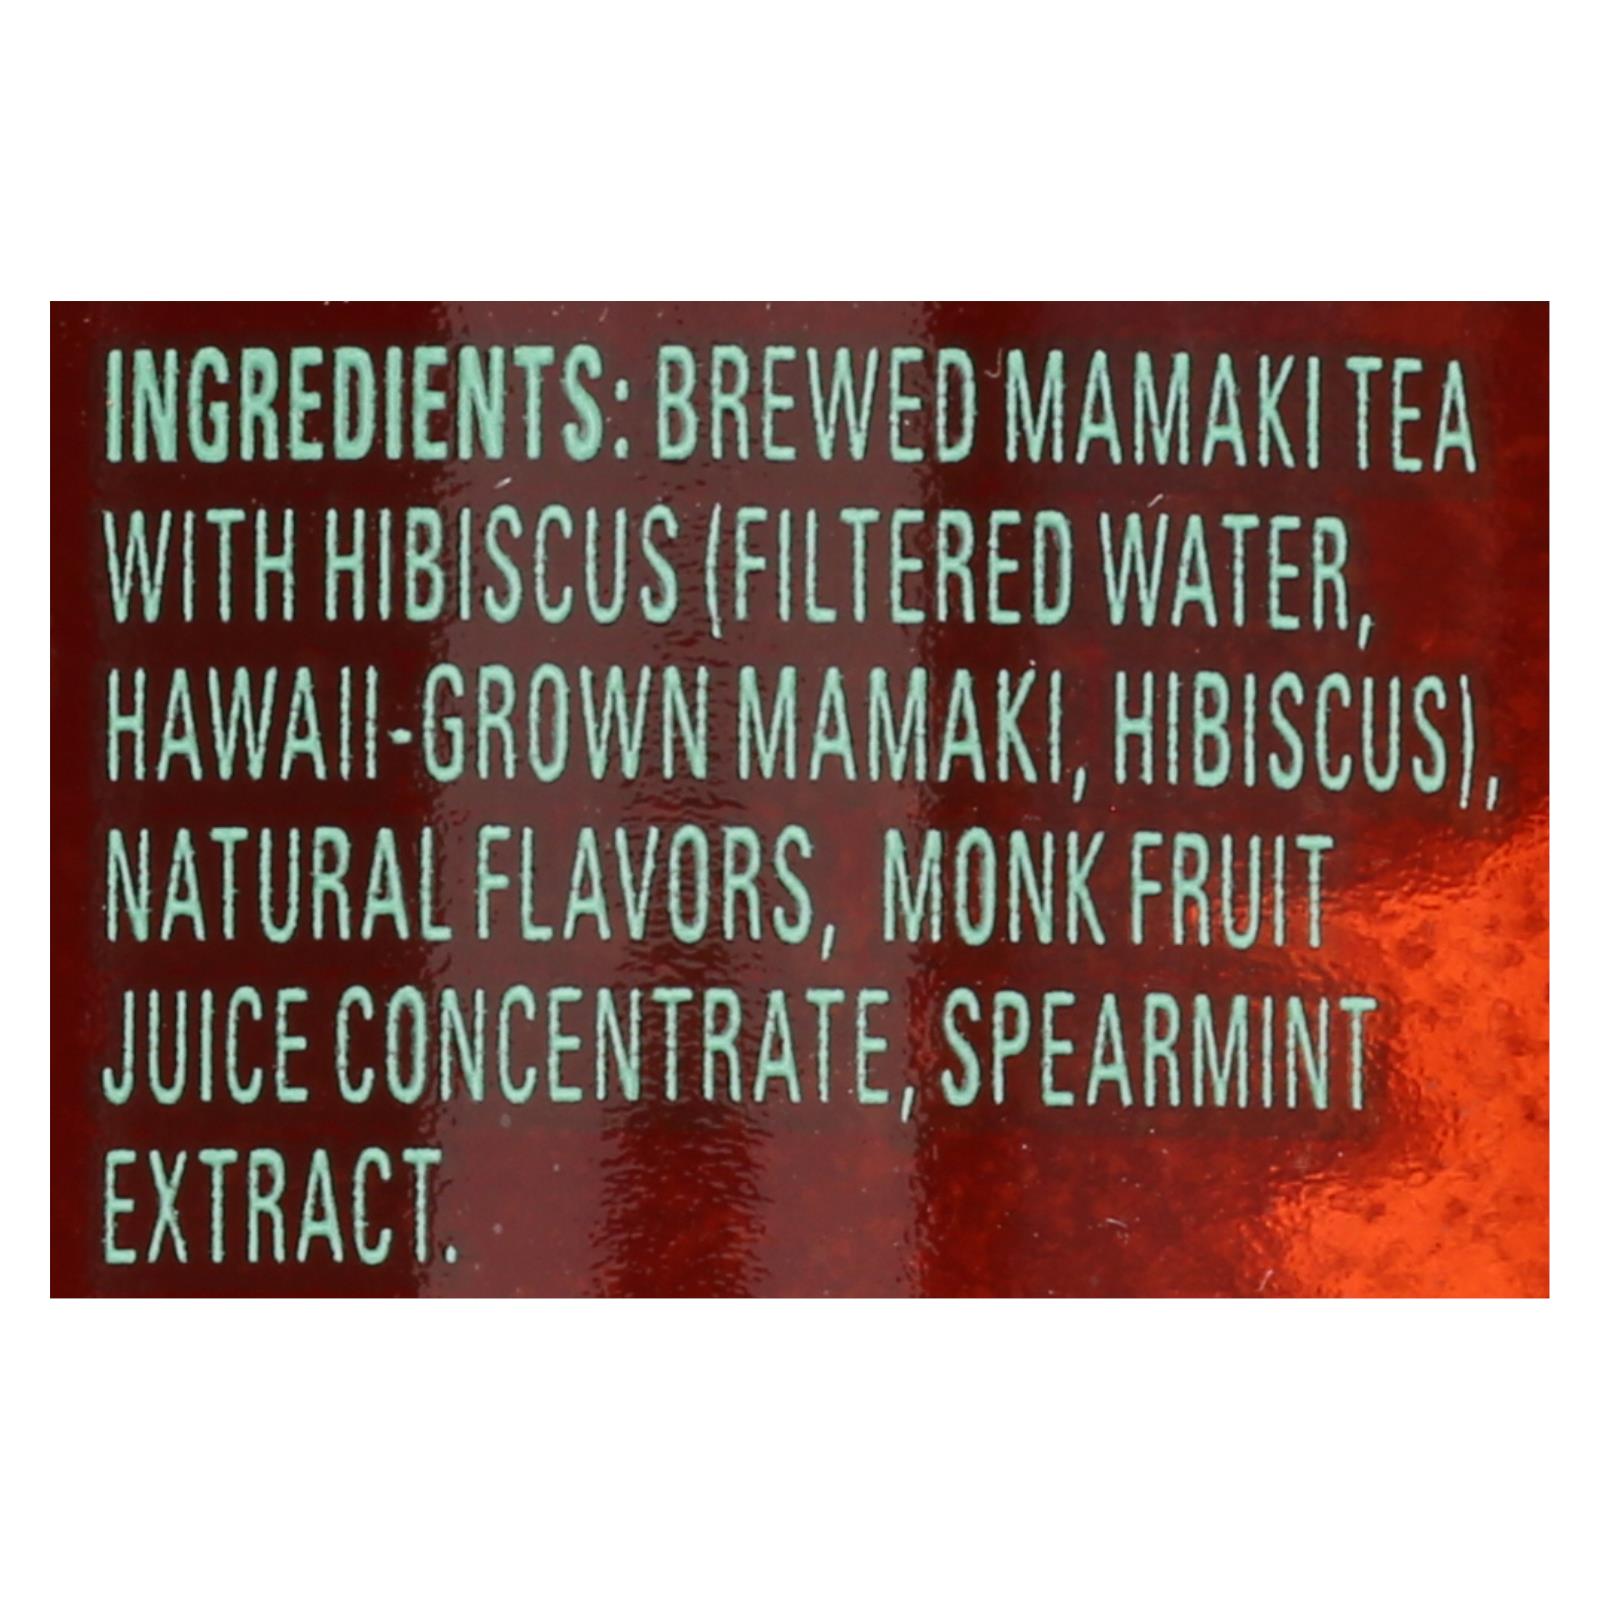 INGREDIENTS: BREWED MAMAKI TEA
WITH HIBISCUS (FILTERED WATER,
HAWAII-GROWN MAMAKI, HIBISCUS),
NATURAL FLAVORS, MONK FRUIT
JUICE CONCENTRATE, SPEARMINT
EXTRACT.